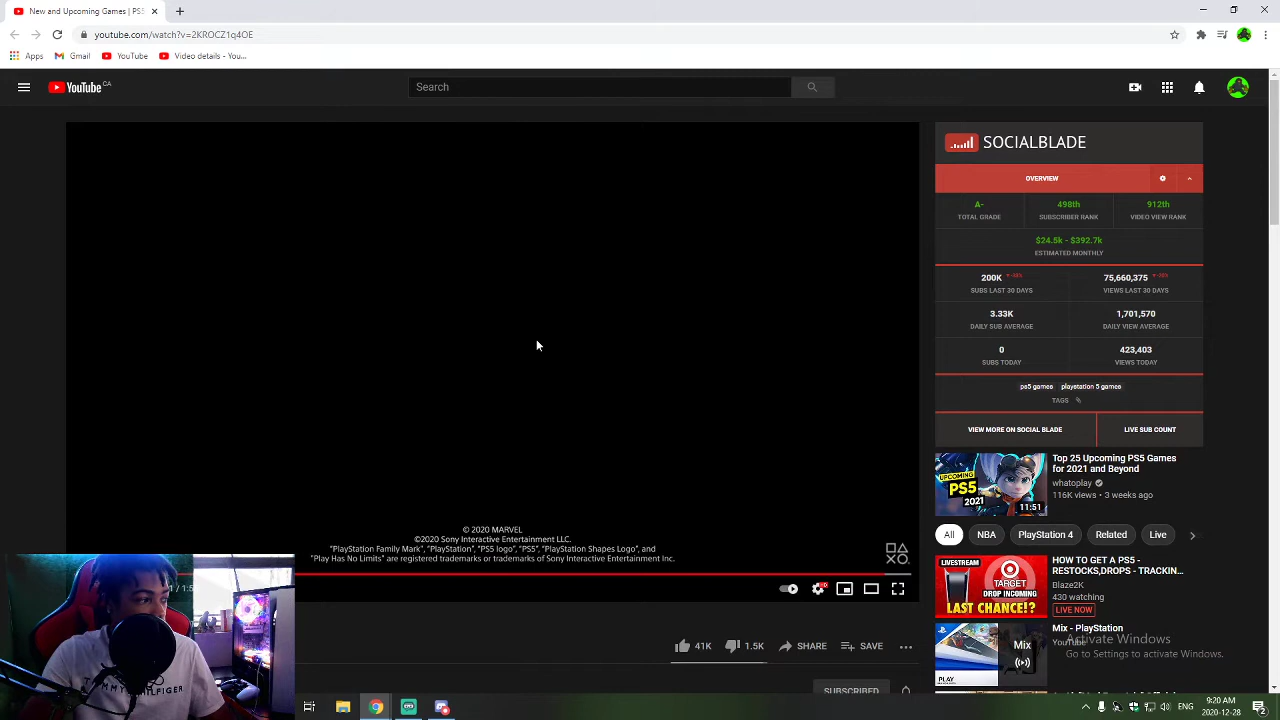 New and Upcoming Games | PS5
youtube.com/watch?v=2KROCZ1q4OE
Apps
Gmail
YouTube
Video details - You...
YouTube CA
Search
SOCIALBLADE
OVERVIEW
A-
498th
912th
TOTAL GRADE
SUBSCRIBER RANK
VIDEO VIEW RANK
$24.5k - $392.7k
ESTIMATED MONTHLY
200K
75,660,375
SUBS LAST 30 DAYS
VIEWS LAST 30 DAYS
3.33K
1,701,570
DAILY SUB AVERAGE
DAILY VIEW AVERAGE
0
423,403
SUBS TODAY
VIEWS TODAY
ps5 games
playstation 5 games
TAGS
VIEW MORE ON SOCIAL BLADE
LIVE SUB COUNT
UPCOMING
PS5
2021
11:51
Top 25 Upcoming PS5 Games
for 2021 and Beyond
whatoplay
116K views • 3 weeks ago
All
NBA
PlayStation 4
Related
Live
© 2020 MARVEL
©2020 Sony Interactive Entertainment LLC.
"PlayStation Family Mark", "PlayStation", "PS5 logo", "PS5", "PlayStation Shapes Logo", and
"Play Has No Limits" are registered trademarks or trademarks of Sony Interactive Entertainment Inc.
LIVESTREAM
TARGET
DROP INCOMING
LAST CHANCE!?
HOW TO GET A PS5
RESTOCKS,DROPS - TRACKIN...
Blaze2K
430 watching
LIVE NOW
PLAY
Mix
Mix - PlayStation
YouTube
41K
1.5K
SHARE
SAVE
SUBSCRIBED
Activate Windows
Go to Settings to activate Windows.
ENG
9:20 AM
2020-12-28